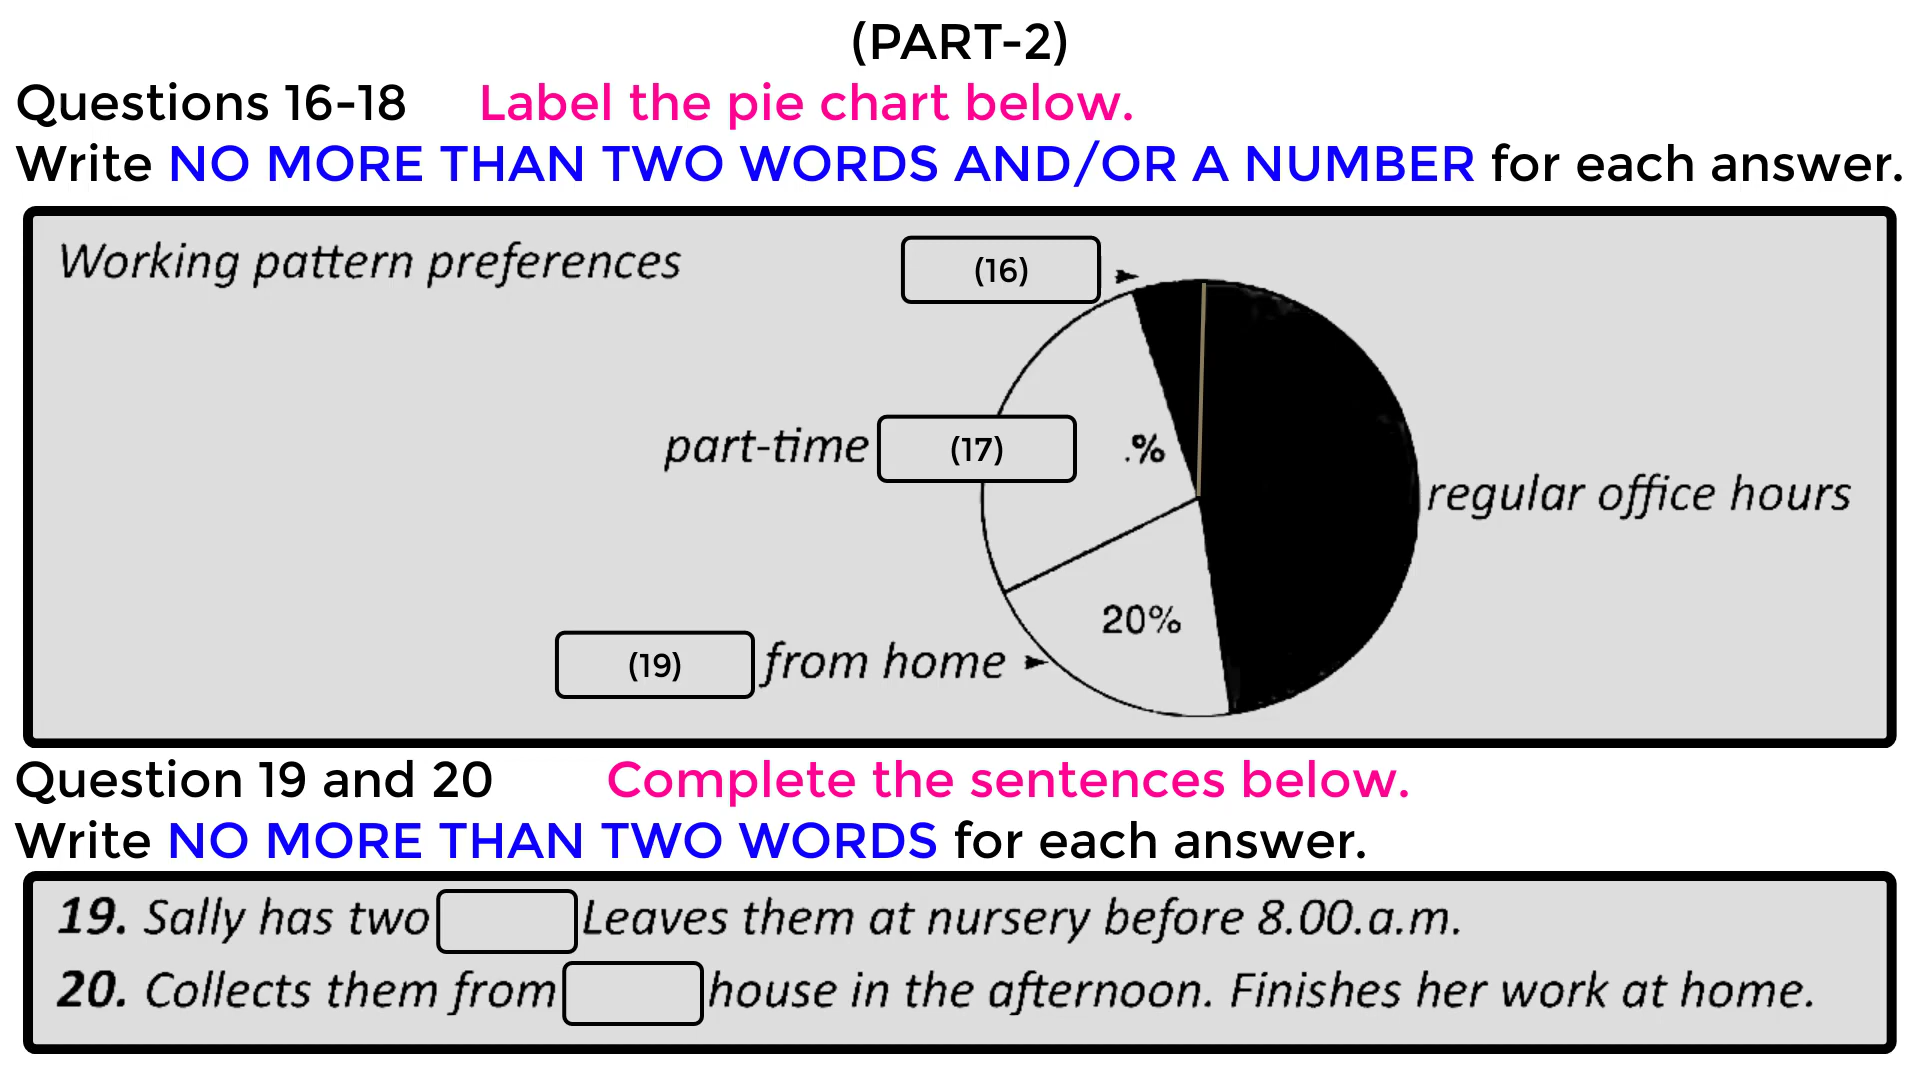 (PART-2)
Questions 16-18 Label the pie chart below.
Write NO MORE THAN TWO WORDS AND/OR A NUMBER for each answer.
Working pattern preferences
(16)
part-time (17) .%
regular office hours
20%
(19) from home
Question 19 and 20 Complete the sentences below.
Write NO MORE THAN TWO WORDS for each answer.
19. Sally has two Leaves them at nursery before 8.00.a.m.
20. Collects them from house in the afternoon. Finishes her work at home.